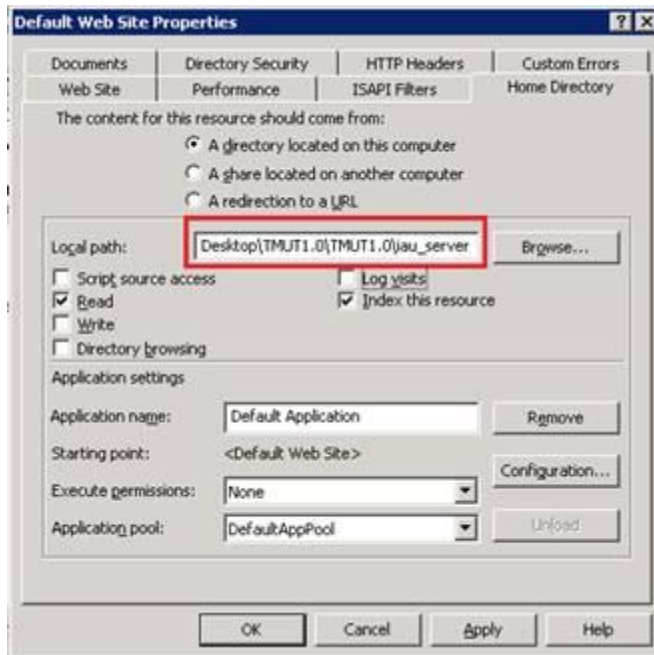 Default Web Site Properties
Documents Directory Security HTTP Headers Custom Errors
Web Site Performance ISAPI Filters Home Directory
The content for this resource should come from:
A directory located on this computer
A share located on another computer
A redirection to a URL
Local path: Desktop\TMUT1.0\TMUT1.0\iau_server Browse...
Script source access Log visits
Read Index this resource
Write
Directory browsing
Application settings
Application name: Default Application Remove
Starting point: <Default Web Site>
Configuration...
Execute permissions: None
Application pool: DefaultAppPool Unload
OK Cancel Apply Help